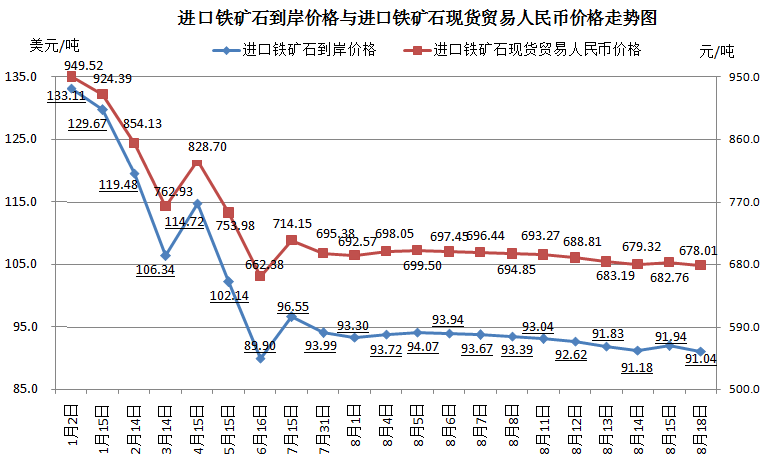 进口铁矿石到岸价格与进口铁矿石现货贸易人民币价格走势图
美元/吨
进口铁矿石到岸价格
进口铁矿石现货贸易人民币价格
元/吨
135.0
125.0
115.0
105.0
95.0
85.0
950.0
860.0
770.0
680.0
590.0
500.0
949.52
924.39
854.13
762.93
828.70
753.98
662.38
714.15
695.38
692.57
698.05
699.50
697.45
696.44
694.85
693.27
688.81
683.19
679.32
682.76
678.01
133.11
129.67
119.48
106.34
114.72
102.14
89.90
96.55
93.99
93.30
93.72
94.07
93.94
93.67
93.39
93.04
92.62
91.83
91.18
91.94
91.04
1月2日
1月15日
2月14日
3月14日
4月15日
5月15日
6月16日
7月15日
7月31日
8月1日
8月4日
8月5日
8月6日
8月7日
8月8日
8月11日
8月12日
8月13日
8月14日
8月15日
8月18日